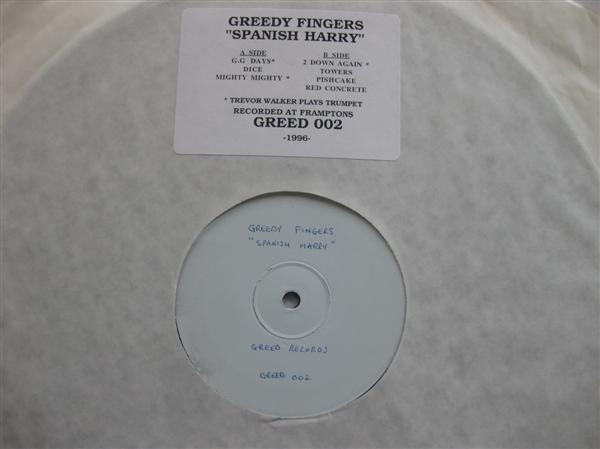 GREEDY FINGERS
"SPANISH HARRY"
A SIDE
G.G DAYS*
DICE
MIGHTY MIGHTY *
B SIDE
2 DOWN AGAIN *
TOWERS
PISHCAKE
RED CONCRETE
* TREVOR WALKER PLAYS TRUMPET
RECORDED AT FRAMPTONS
GREED 002
-1996-
GREEDY FINGERS
"SPANISH HARRY"
GREED RECORDS
GREED 002